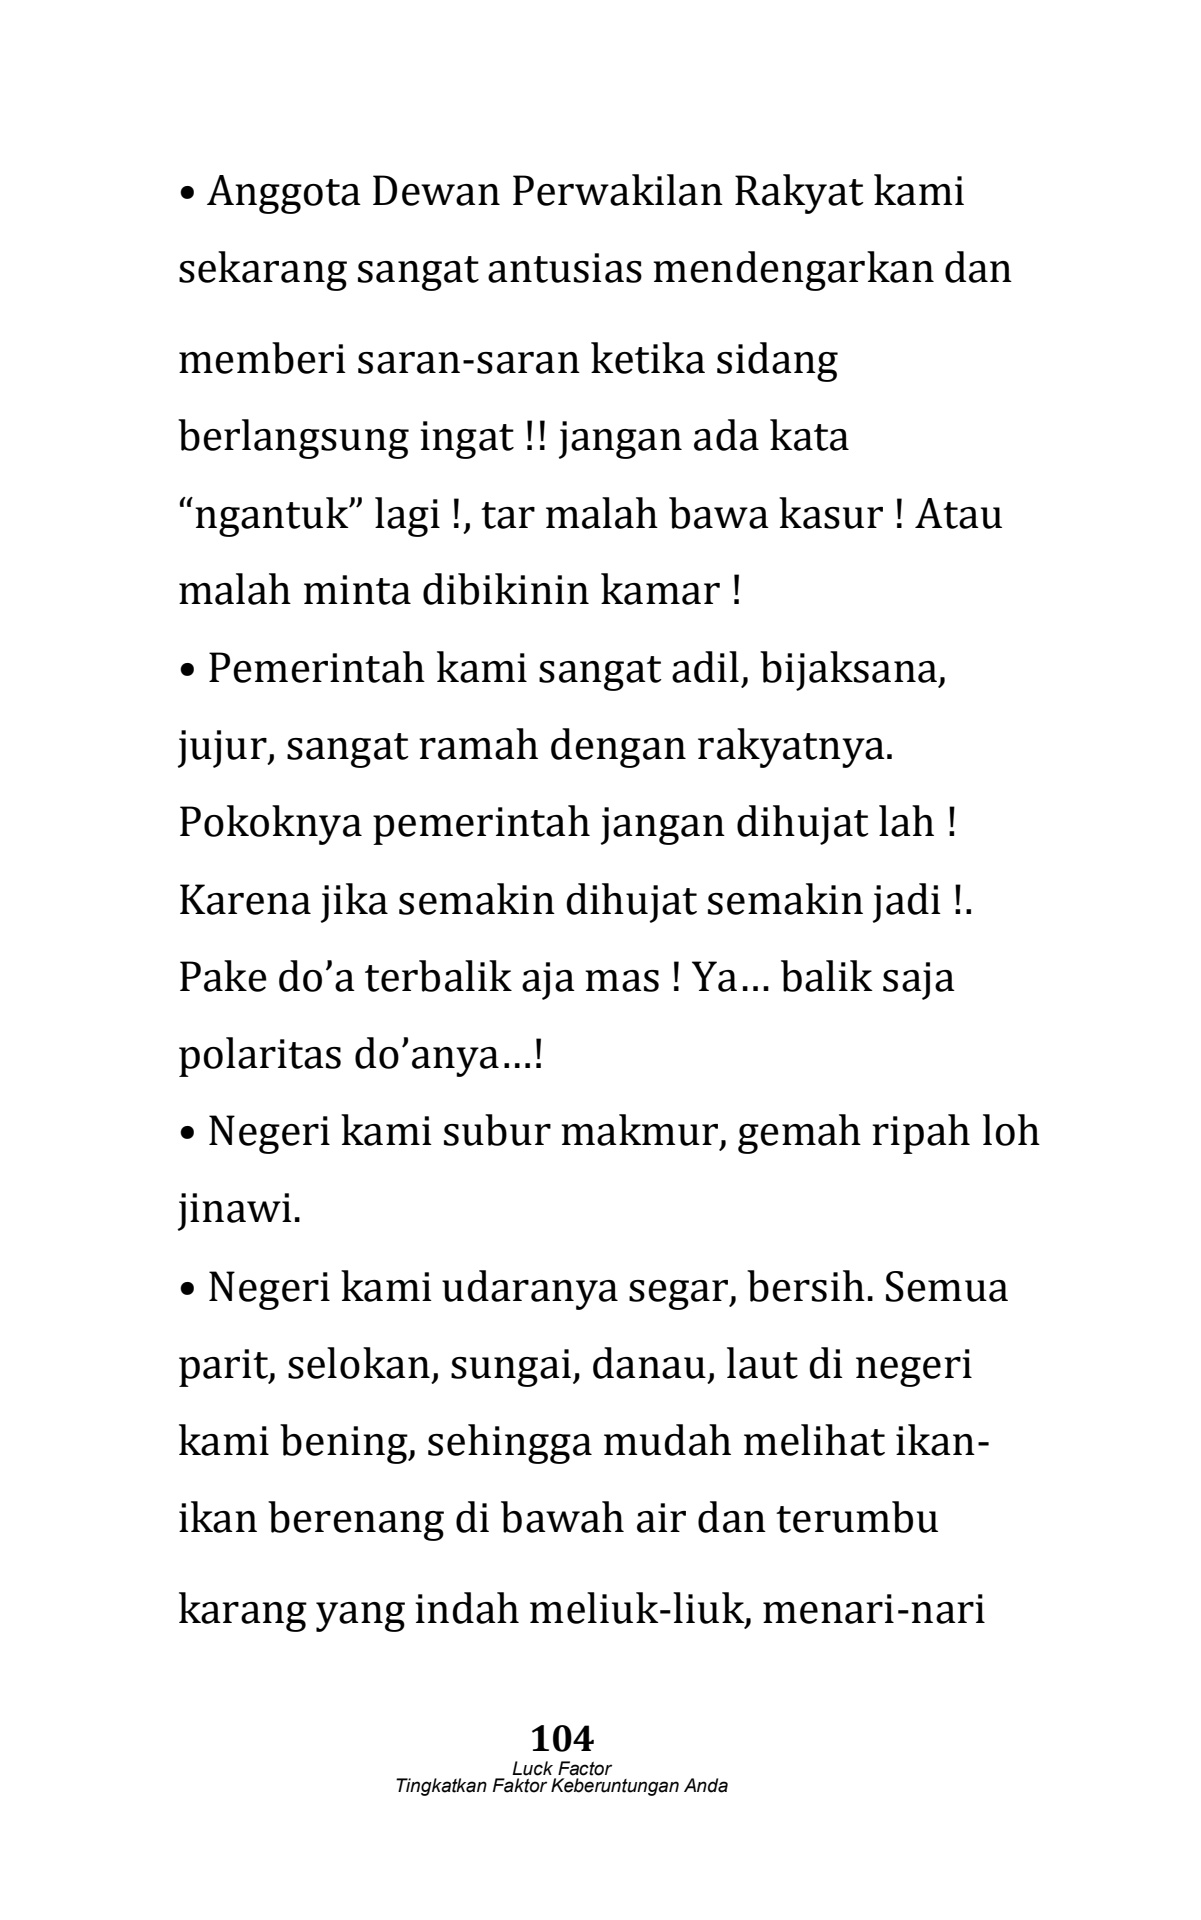 • Anggota Dewan Perwakilan Rakyat kami
sekarang sangat antusias mendengarkan dan
memberi saran-saran ketika sidang
berlangsung ingat !! jangan ada kata
“ngantuk” lagi !, tar malah bawa kasur ! Atau
malah minta dibikinin kamar !
• Pemerintah kami sangat adil, bijaksana,
jujur, sangat ramah dengan rakyatnya.
Pokoknya pemerintah jangan dihujat lah !
Karena jika semakin dihujat semakin jadi !.
Pake do’a terbalik aja mas ! Ya… balik saja
polaritas do’anya…!
• Negeri kami subur makmur, gemah ripah loh
jinawi.
• Negeri kami udaranya segar, bersih. Semua
parit, selokan, sungai, danau, laut di negeri
kami bening, sehingga mudah melihat ikan-
ikan berenang di bawah air dan terumbu
karang yang indah meliuk-liuk, menari-nari
104
Luck Factor
Tingkatkan Faktor Keberuntungan Anda